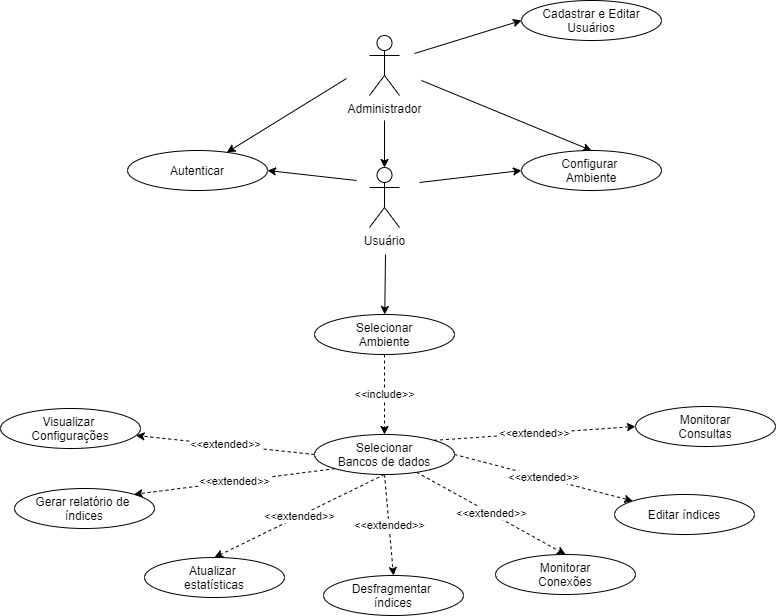 Cadastrar e Editar
Usuários
Administrador
Autenticar
Configurar
Ambiente
Usuário
Selecionar
Ambiente
<<include>>
Visualizar
Configurações
<<extended>>
Selecionar
Bancos de dados
<<extended>>
Monitorar
Consultas
Gerar relatório de
índices
<<extended>>
<<extended>>
Editar índices
<<extended>>
<<extended>>
<<extended>>
Atualizar
estatísticas
Desfragmentar
índices
Monitorar
Conexões